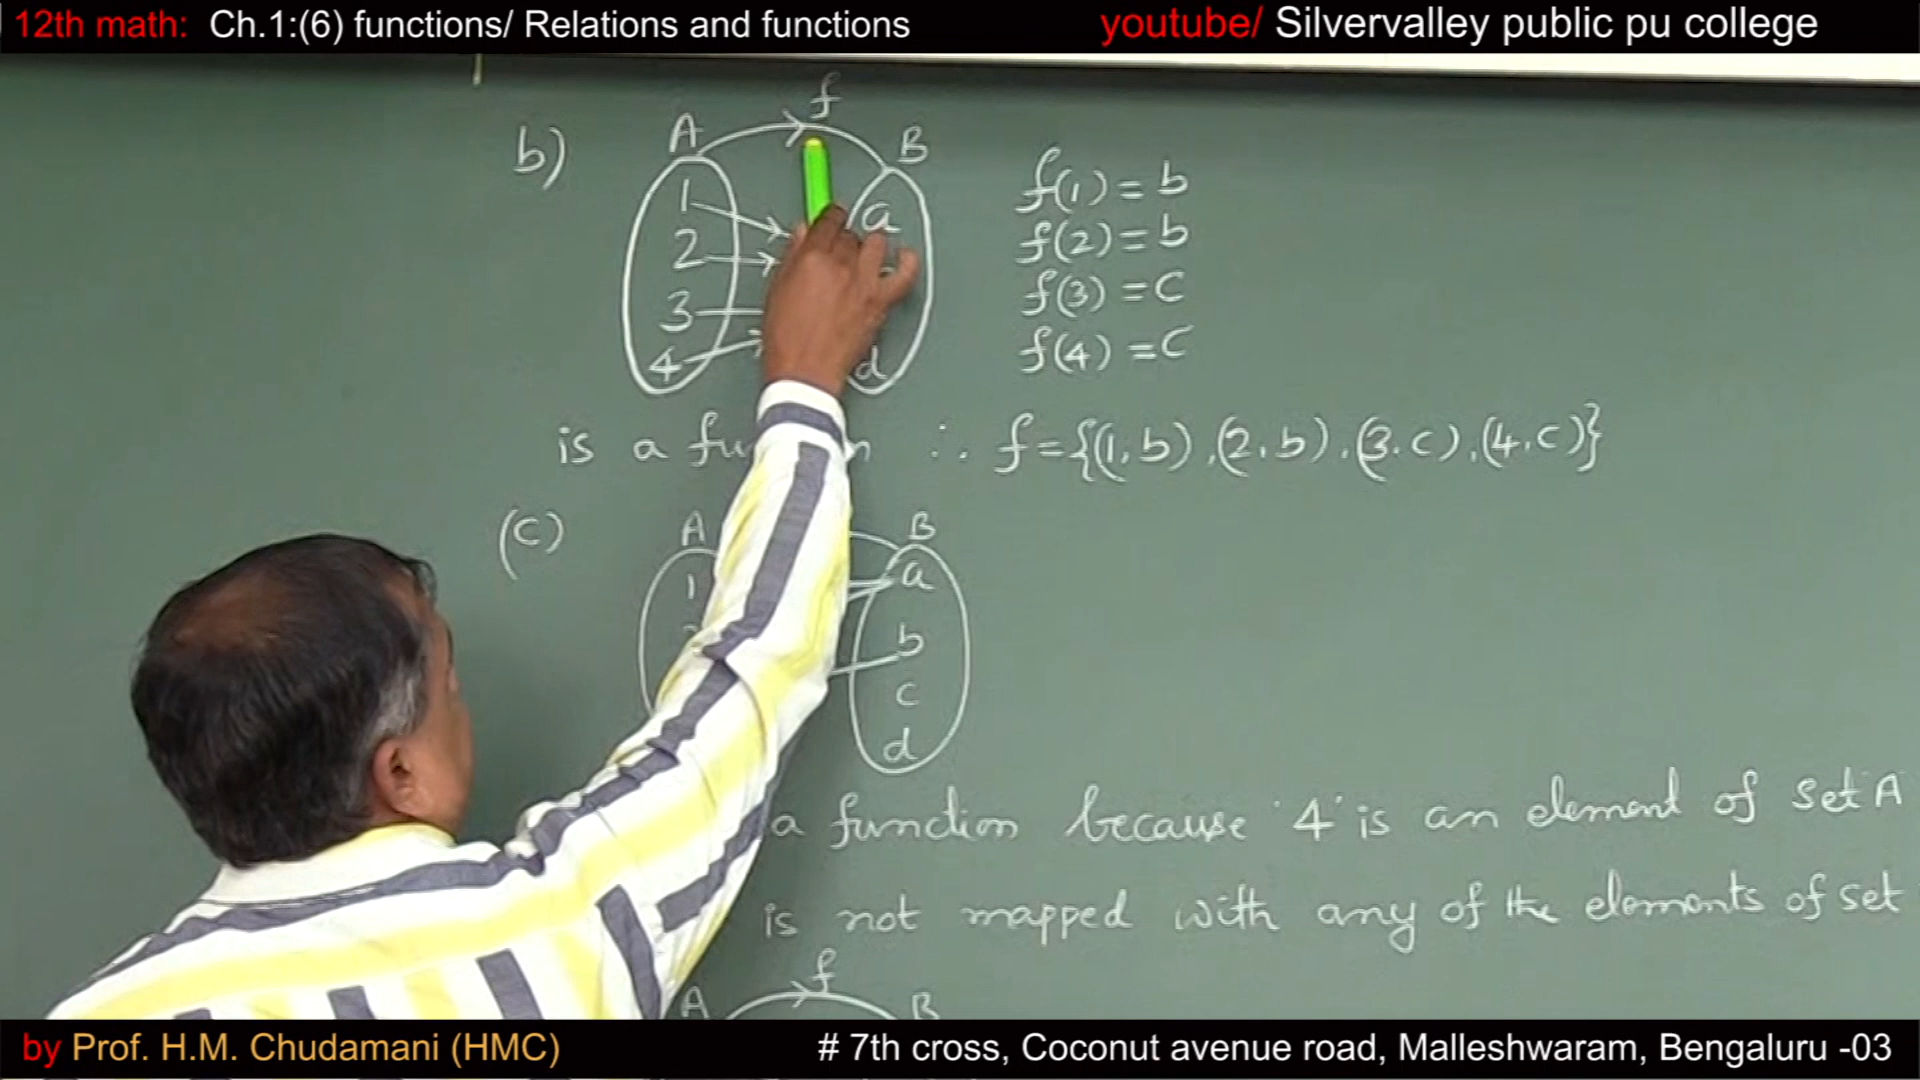 12th math: Ch.1:(6) functions/ Relations and functions
youtube/ Silvervalley public pu college
b)
f
A
B
1
2
3
4
a
d
f(1) = b
f(2) = b
f(3) = c
f(4) = c
is a ∴ f={(1,b),(2,b),(3,c),(4,c)}
(c)
A
B
1
a
b
c
d
a function because '4' is an element of set A
is not mapped with any of the elements of set
f
A
B
by Prof. H.M. Chudamani (HMC)
# 7th cross, Coconut avenue road, Malleshwaram, Bengaluru -03